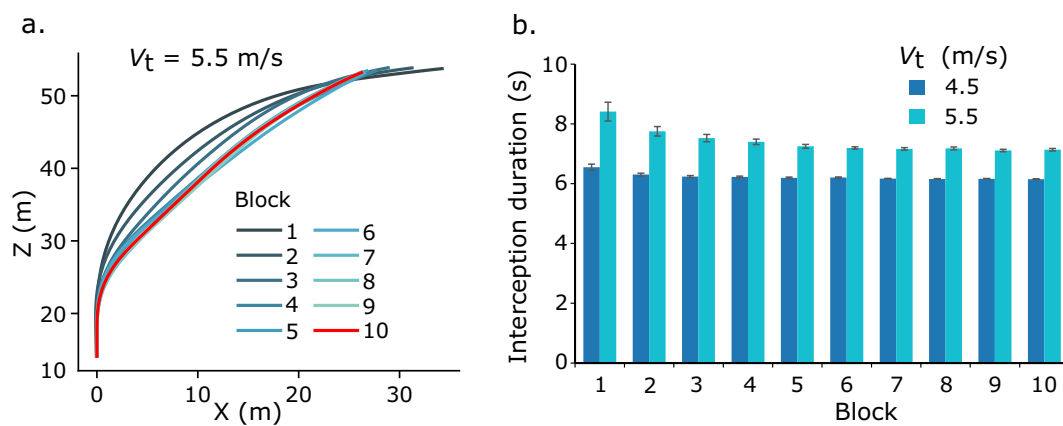 a.
Vt = 5.5 m/s
Z (m)
50
40
30
20
10
0 10 20 30
X (m)
Block
1 6
2 7
3 8
4 9
5 10
b.
Vt (m/s)
4.5
5.5
Interception duration (s)
10
8
6
4
2
0
1 2 3 4 5 6 7 8 9 10
Block